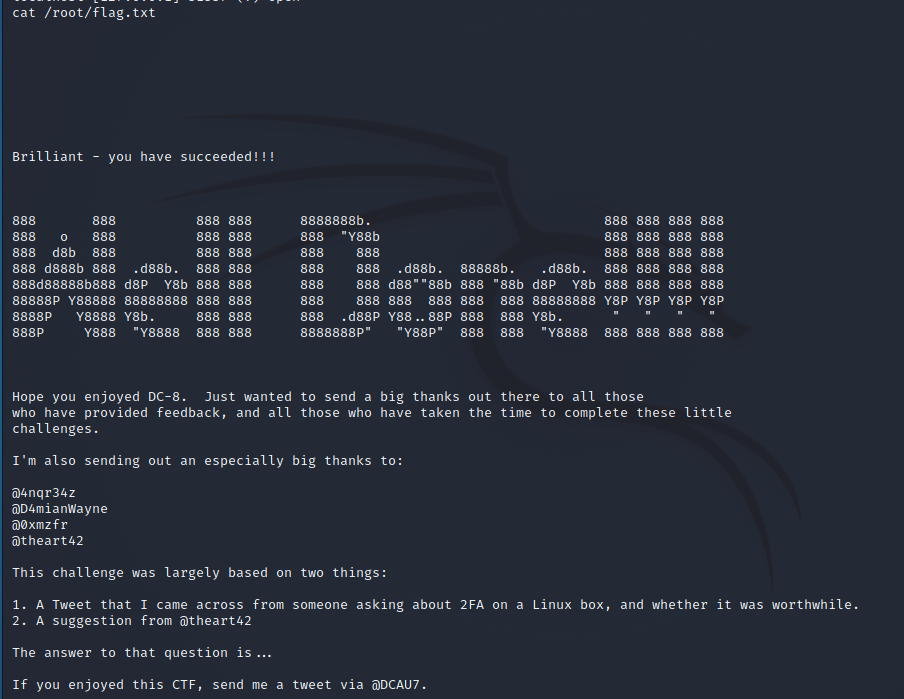 cat /root/flag.txt
Brilliant - you have succeeded!!!
888       888          888 888      8888888b.                             888 888 888 888
888   o   888          888 888      888  "Y88b                            888 888 888 888
888  d8b  888          888 888      888    888                            888 888 888 888
888 d888b 888  .d88b.  888 888      888    888  .d88b.  88888b.   .d88b.  888 888 888 888
888d88888b888 d8P  Y8b 888 888      888    888 d88""88b 888 "88b d8P  Y8b 888 888 888 888
88888P Y88888 88888888 888 888      888    888 888  888 888  888 88888888 Y8P Y8P Y8P Y8P
8888P   Y8888 Y8b.     888 888      888  .d88P Y88..88P 888  888 Y8b.      "   "   "   "
888P     Y888  "Y8888  888 888      8888888P"   "Y88P"  888  888  "Y8888  888 888 888 888
Hope you enjoyed DC-8.  Just wanted to send a big thanks out there to all those
who have provided feedback, and all those who have taken the time to complete these little
challenges.
I'm also sending out an especially big thanks to:
@4nqr34z
@D4mianWayne
@0xmzfr
@theart42
This challenge was largely based on two things:
1. A Tweet that I came across from someone asking about 2FA on a Linux box, and whether it was worthwhile.
2. A suggestion from @theart42
The answer to that question is...
If you enjoyed this CTF, send me a tweet via @DCAU7.